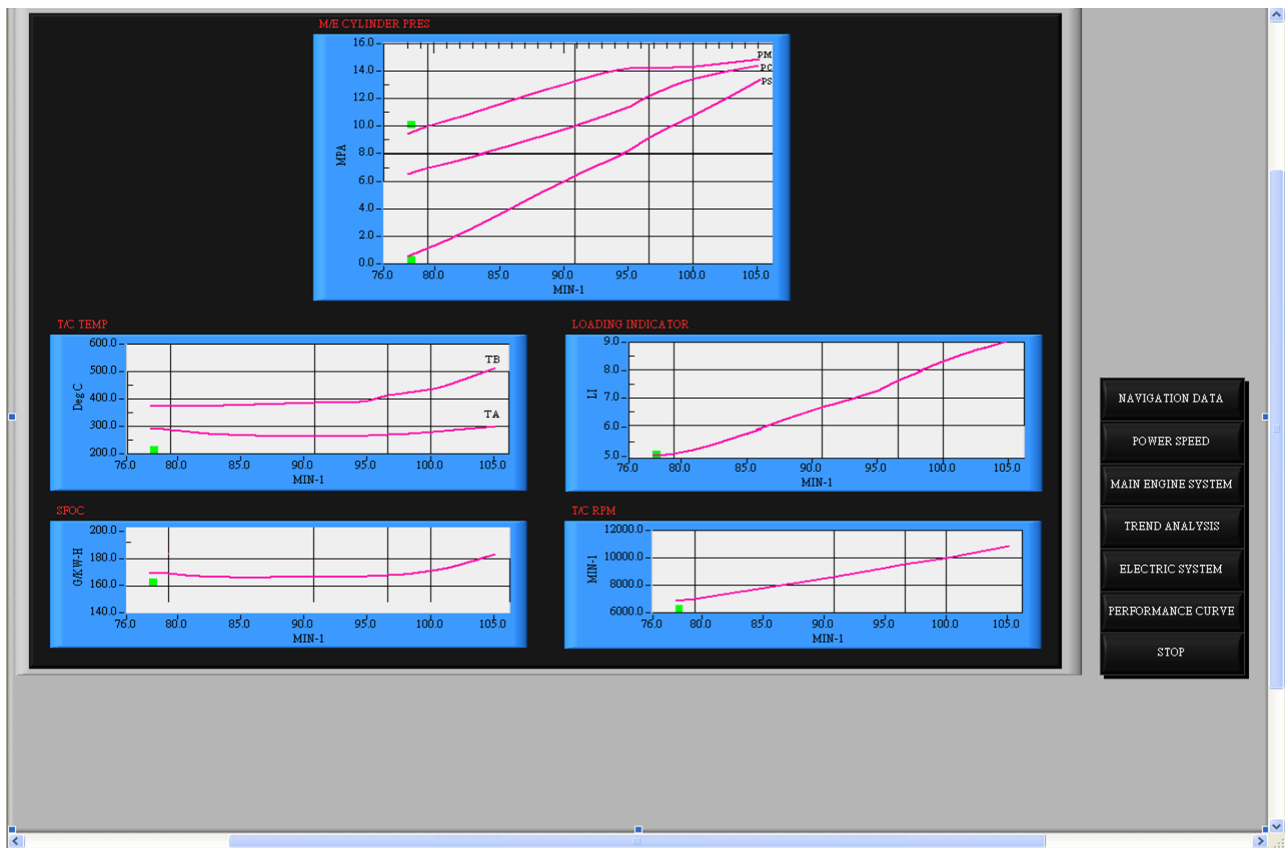 M/E CYLINDER PRES
16.0
14.0
12.0
10.0
8.0
6.0
4.0
2.0
0.0
MPA
PM
PC
PS
76.0 80.0 85.0 90.0 95.0 100.0 105.0
MIN-1
T/C TEMP
600.0
500.0
400.0
300.0
200.0
Deg C
TB
TA
76.0 80.0 85.0 90.0 95.0 100.0 105.0
MIN-1
LOADING INDICATOR
9.0
8.0
7.0
6.0
5.0
LI
76.0 80.0 85.0 90.0 95.0 100.0 105.0
MIN-1
SFOC
200.0
180.0
160.0
140.0
G/KW-H
76.0 80.0 85.0 90.0 95.0 100.0 105.0
MIN-1
T/C RPM
12000.0
10000.0
8000.0
6000.0
MIN-1
76.0 80.0 85.0 90.0 95.0 100.0 105.0
MIN-1
NAVIGATION DATA
POWER SPEED
MAIN ENGINE SYSTEM
TREND ANALYSIS
ELECTRIC SYSTEM
PERFORMANCE CURVE
STOP